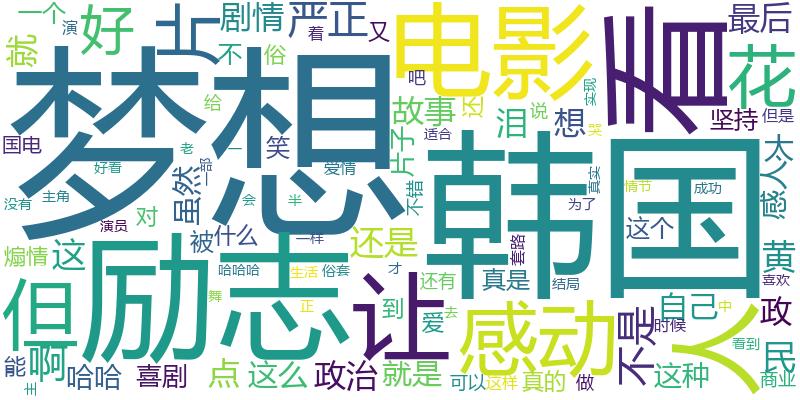 一个
演
好
片
剧情
严正
着
又
电影
看
最后
花
就
不
俗
吧
还
实现
梦想
给
故事
泪
说
想
坚持
但是
国电
笑
片子
适合
哭
韩国
好看
老
部
一
爱情
不错
真实
情节
成功
感人
太
没有
主角
虽然
会
半
为了
演员
对
被
什么
一样
还是
套路
这个
黄
煽情
这
励志
哈哈哈
生活
俗套
才
还有
真是
结局
喜欢
但
让
舞
正
到
爱
去
感动
不是
自己
中
政
时候
人
看到
能
啊
哈哈
喜剧
点
这么
政治
就是
可以
这样
真的
做
这种
民
商业
主